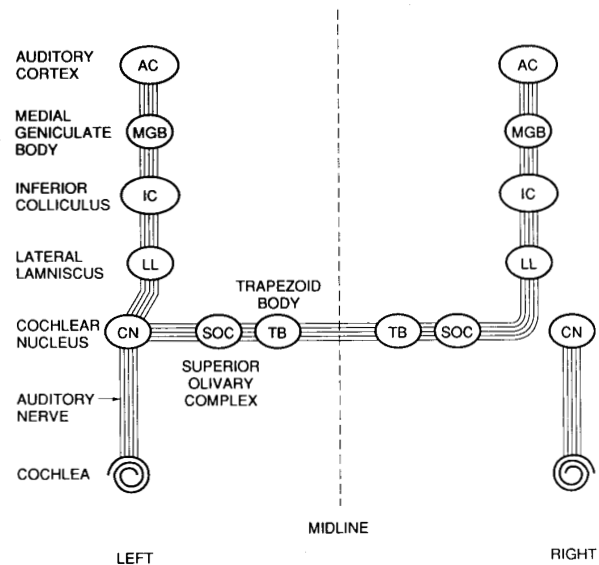 AUDITORY
CORTEX
AC
AC
MEDIAL
GENICULATE
BODY
MGB
MGB
INFERIOR
COLLICULUS
IC
IC
LATERAL
LAMNISCUS
LL
LL
TRAPEZOID
BODY
COCHLEAR
NUCLEUS
CN
SOC
TB
TB
SOC
CN
SUPERIOR
OLIVARY
COMPLEX
AUDITORY
NERVE
COCHLEA
MIDLINE
LEFT
RIGHT